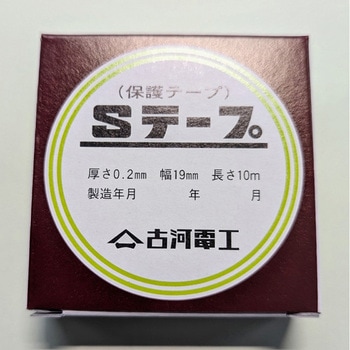 （保護テープ）
Sテープ
厚さ0.2mm 幅19mm 長さ10m
製造年月 年 月
古河電工